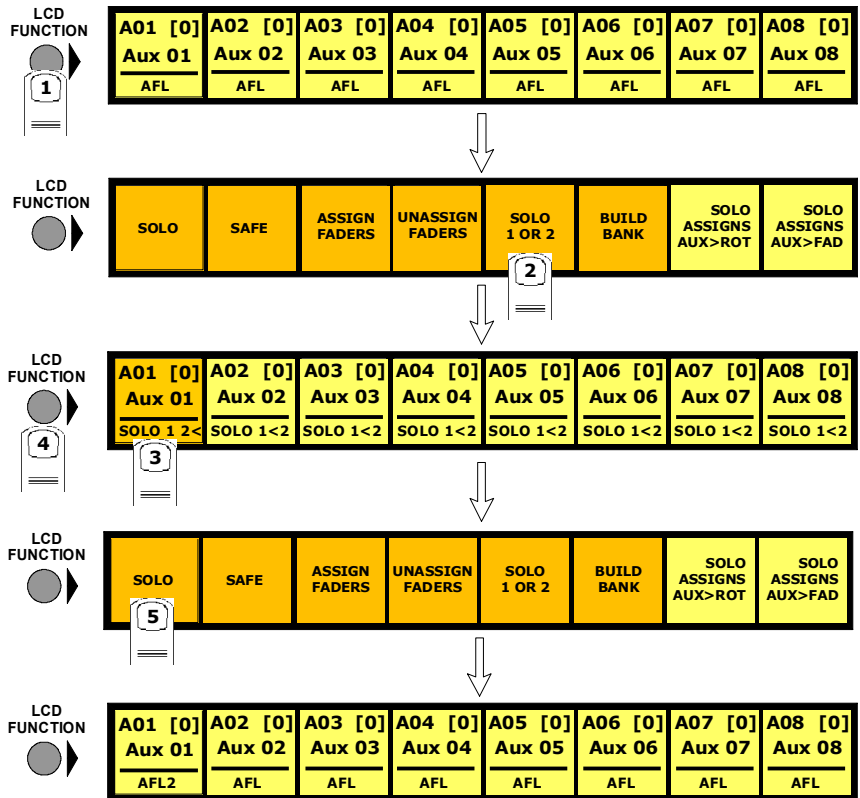 LCD
FUNCTION
A01 [0] A02 [0] A03 [0] A04 [0] A05 [0] A06 [0] A07 [0] A08 [0]
Aux 01 Aux 02 Aux 03 Aux 04 Aux 05 Aux 06 Aux 07 Aux 08
AFL AFL AFL AFL AFL AFL AFL AFL
1
LCD
FUNCTION
SOLO
SAFE
ASSIGN
FADERS
UNASSIGN
FADERS
SOLO
1 OR 2
BUILD
BANK
SOLO
ASSIGNS
AUX>ROT
SOLO
ASSIGNS
AUX>FAD
2
LCD
FUNCTION
A01 [0] A02 [0] A03 [0] A04 [0] A05 [0] A06 [0] A07 [0] A08 [0]
Aux 01 Aux 02 Aux 03 Aux 04 Aux 05 Aux 06 Aux 07 Aux 08
SOLO 1 2< SOLO 1<2 SOLO 1<2 SOLO 1<2 SOLO 1<2 SOLO 1<2 SOLO 1<2 SOLO 1<2
4
3
LCD
FUNCTION
SOLO
SAFE
ASSIGN
FADERS
UNASSIGN
FADERS
SOLO
1 OR 2
BUILD
BANK
SOLO
ASSIGNS
AUX>ROT
SOLO
ASSIGNS
AUX>FAD
5
LCD
FUNCTION
A01 [0] A02 [0] A03 [0] A04 [0] A05 [0] A06 [0] A07 [0] A08 [0]
Aux 01 Aux 02 Aux 03 Aux 04 Aux 05 Aux 06 Aux 07 Aux 08
AFL2 AFL AFL AFL AFL AFL AFL AFL